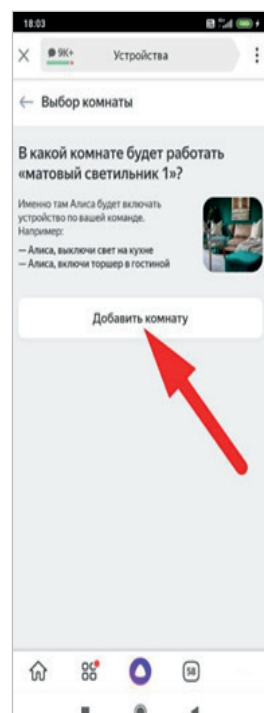 18:03
9K+ Устройства
Выбор комнаты
В какой комнате будет работать
«матовый светильник 1»?
Именно там Алиса будет включать
устройство по вашей команде.
Например:
— Алиса, выключи свет на кухне
— Алиса, включи торшер в гостиной
Добавить комнату
58